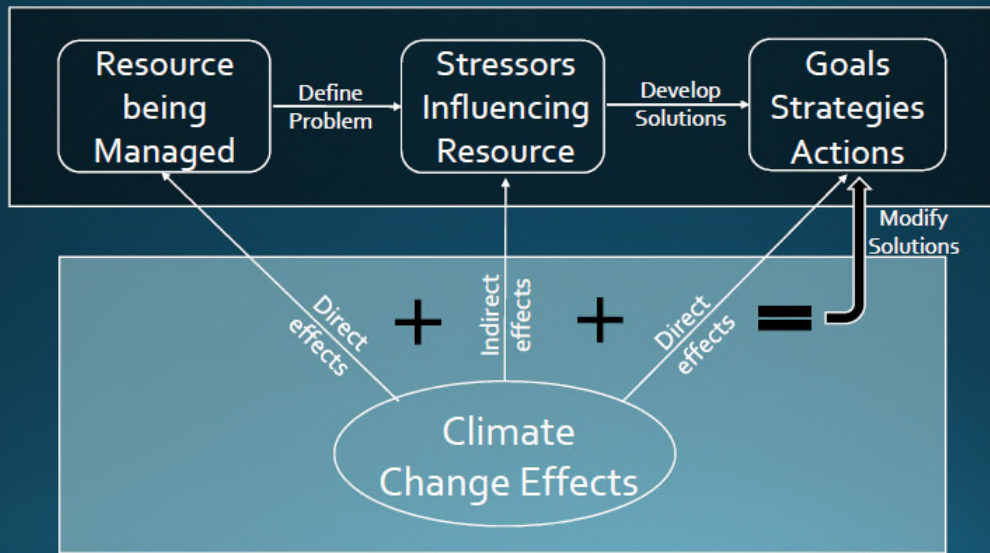 Resource
being
Managed
Define
Problem
Stressors
Influencing
Resource
Develop
Solutions
Goals
Strategies
Actions
Modify
Solutions
Direct
effects
+
Indirect
effects
+
Direct
effects
=
Climate
Change Effects